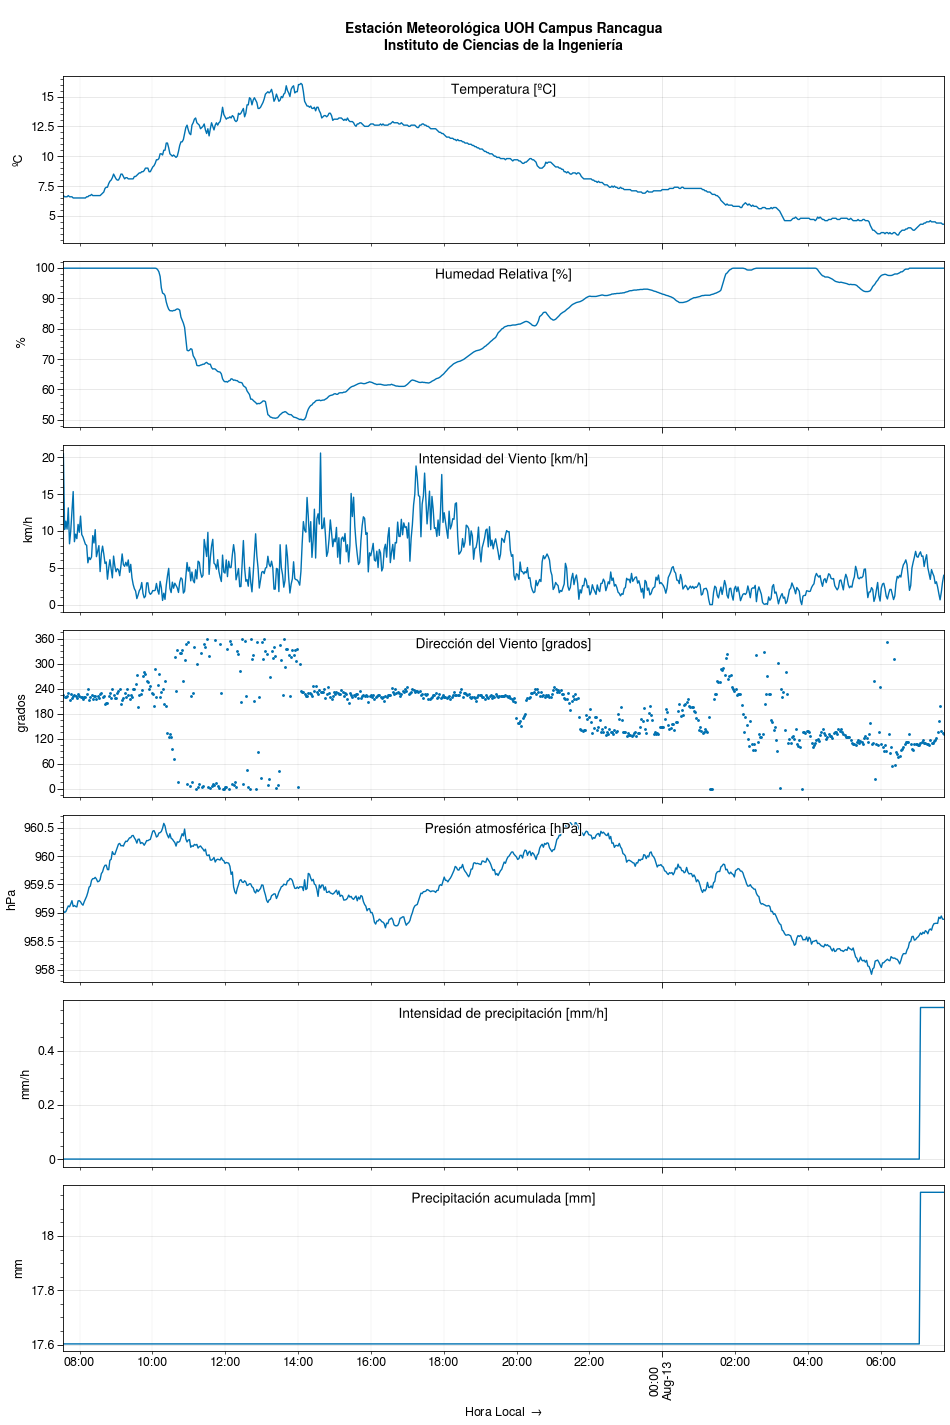 Estación Meteorológica UOH Campus Rancagua
Instituto de Ciencias de la Ingeniería
Temperatura [ºC]
ºC
15
12.5
10
7.5
5
Humedad Relativa [%]
%
100
90
80
70
60
50
Intensidad del Viento [km/h]
km/h
20
15
10
5
0
Dirección del Viento [grados]
grados
360
300
240
180
120
60
0
Presión atmosférica [hPa]
hPa
960.5
960
959.5
959
958.5
958
Intensidad de precipitación [mm/h]
mm/h
0.4
0.2
0
Precipitación acumulada [mm]
mm
18
17.8
17.6
08:00
10:00
12:00
14:00
16:00
18:00
20:00
22:00
00:00
Aug-13
02:00
04:00
06:00
Hora Local →